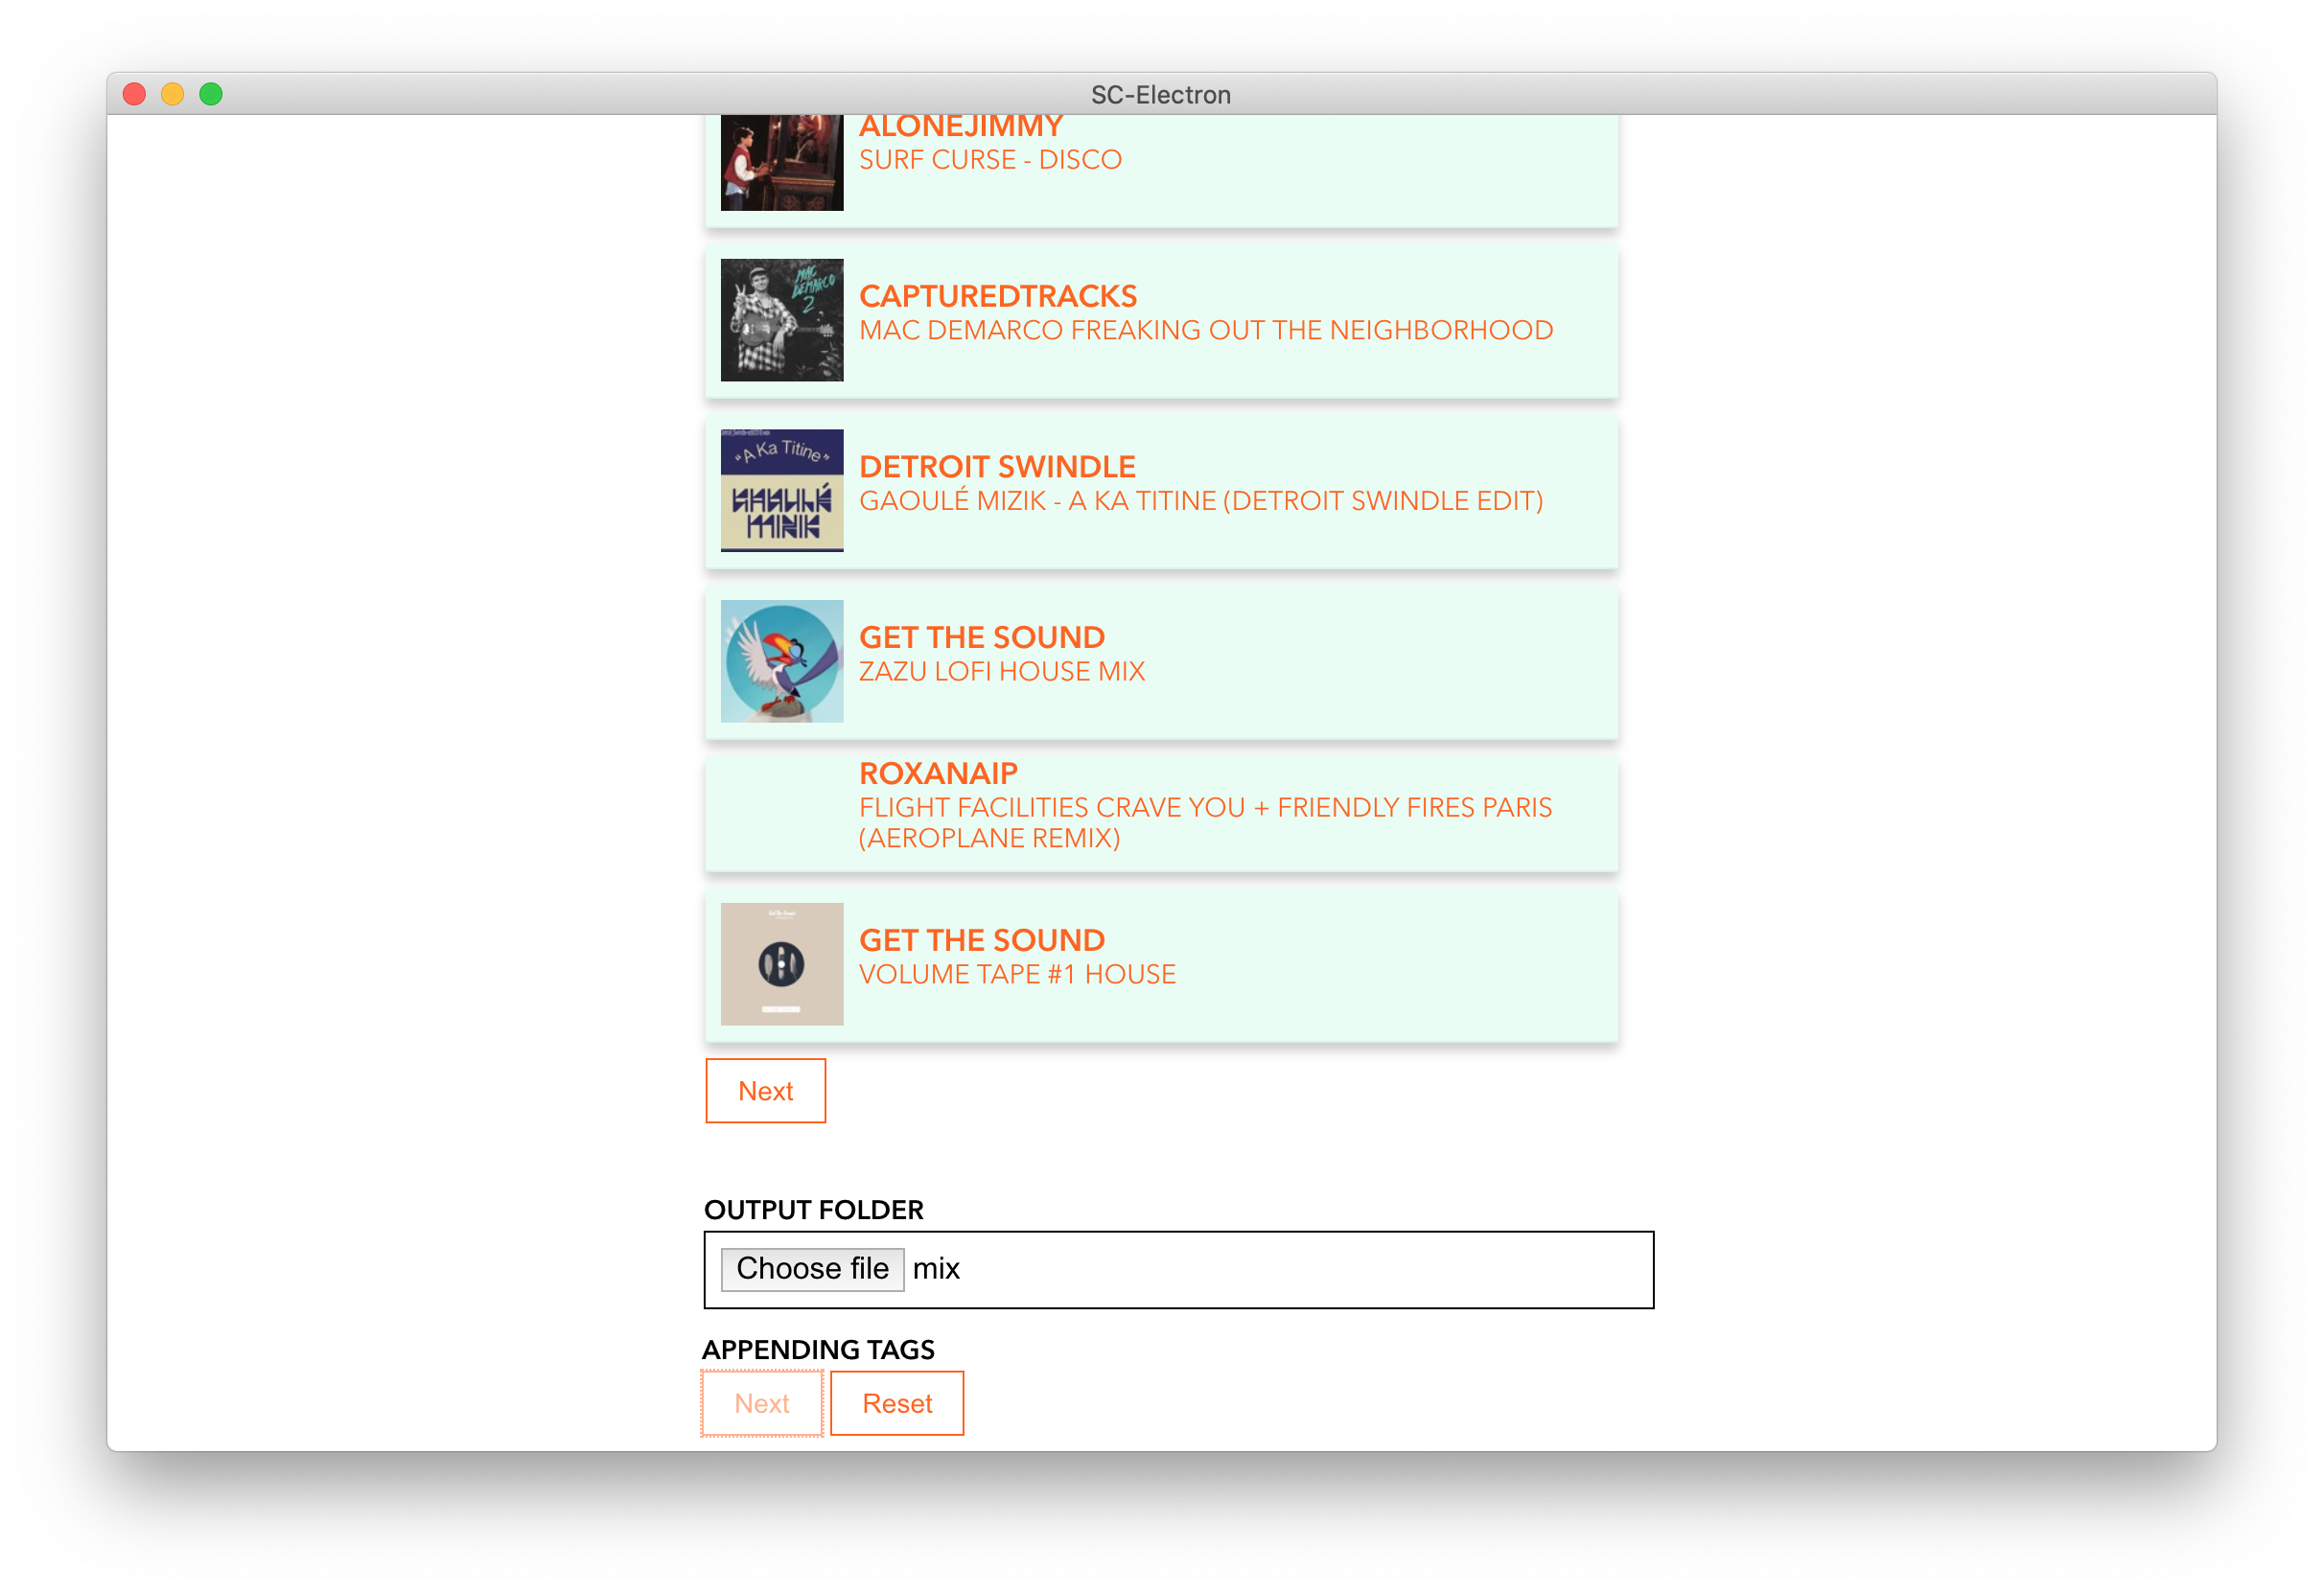 SC-Electron
ALONEJIMMY
SURF CURSE - DISCO
MAC
DEMARCO
2
CAPTUREDTRACKS
MAC DEMARCO FREAKING OUT THE NEIGHBORHOOD
"A Ka Titine"
GAOULÉ
MIZIK
DETROIT SWINDLE
GAOULÉ MIZIK - A KA TITINE (DETROIT SWINDLE EDIT)
GET THE SOUND
ZAZU LOFI HOUSE MIX
ROXANAIP
FLIGHT FACILITIES CRAVE YOU + FRIENDLY FIRES PARIS
(AEROPLANE REMIX)
GET THE SOUND
VOLUME TAPE #1 HOUSE
Next
OUTPUT FOLDER
Choose file mix
APPENDING TAGS
Next Reset